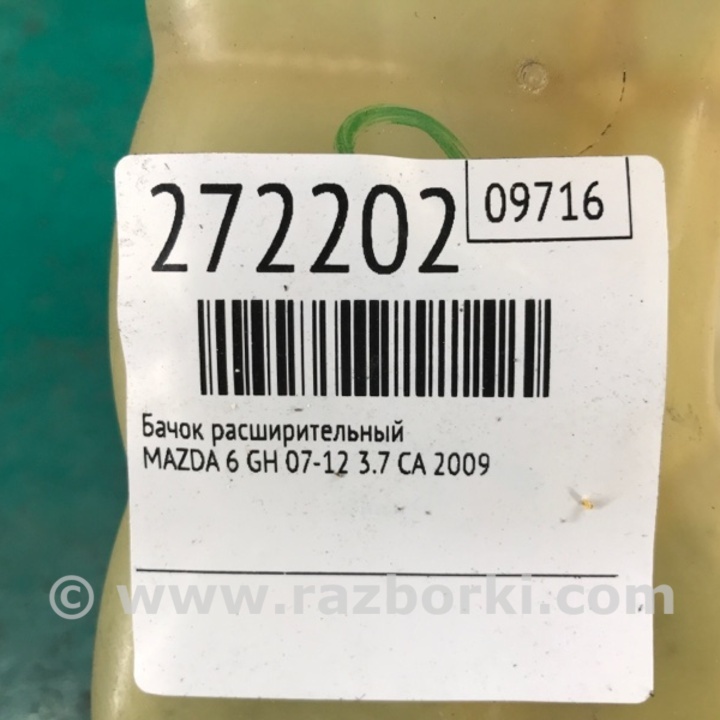 272202
09716
Бачок расширительный
MAZDA 6 GH 07-12 3.7 CA 2009
© www.razborki.com